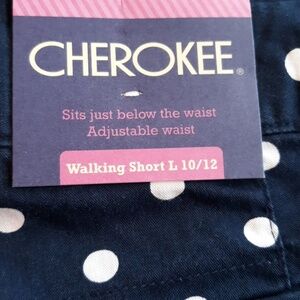 CHEROKEE®
Sits just below the waist
Adjustable waist
Walking Short L 10/12